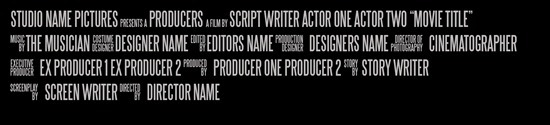 STUDIO NAME PICTURES PRESENTS A PRODUCERS A FILM BY SCRIPT WRITER ACTOR ONE ACTOR TWO "MOVIE TITLE"
MUSIC BY THE MUSICIAN COSTUME DESIGNER DESIGNER NAME EDITED BY EDITORS NAME PRODUCTION DESIGNER DESIGNERS NAME DIRECTOR OF PHOTOGRAPHY CINEMATOGRAPHER
EXECUTIVE PRODUCER EX PRODUCER 1 EX PRODUCER 2 PRODUCED BY PRODUCER ONE PRODUCER 2 STORY BY STORY WRITER
SCREENPLAY BY SCREEN WRITER DIRECTED BY DIRECTOR NAME